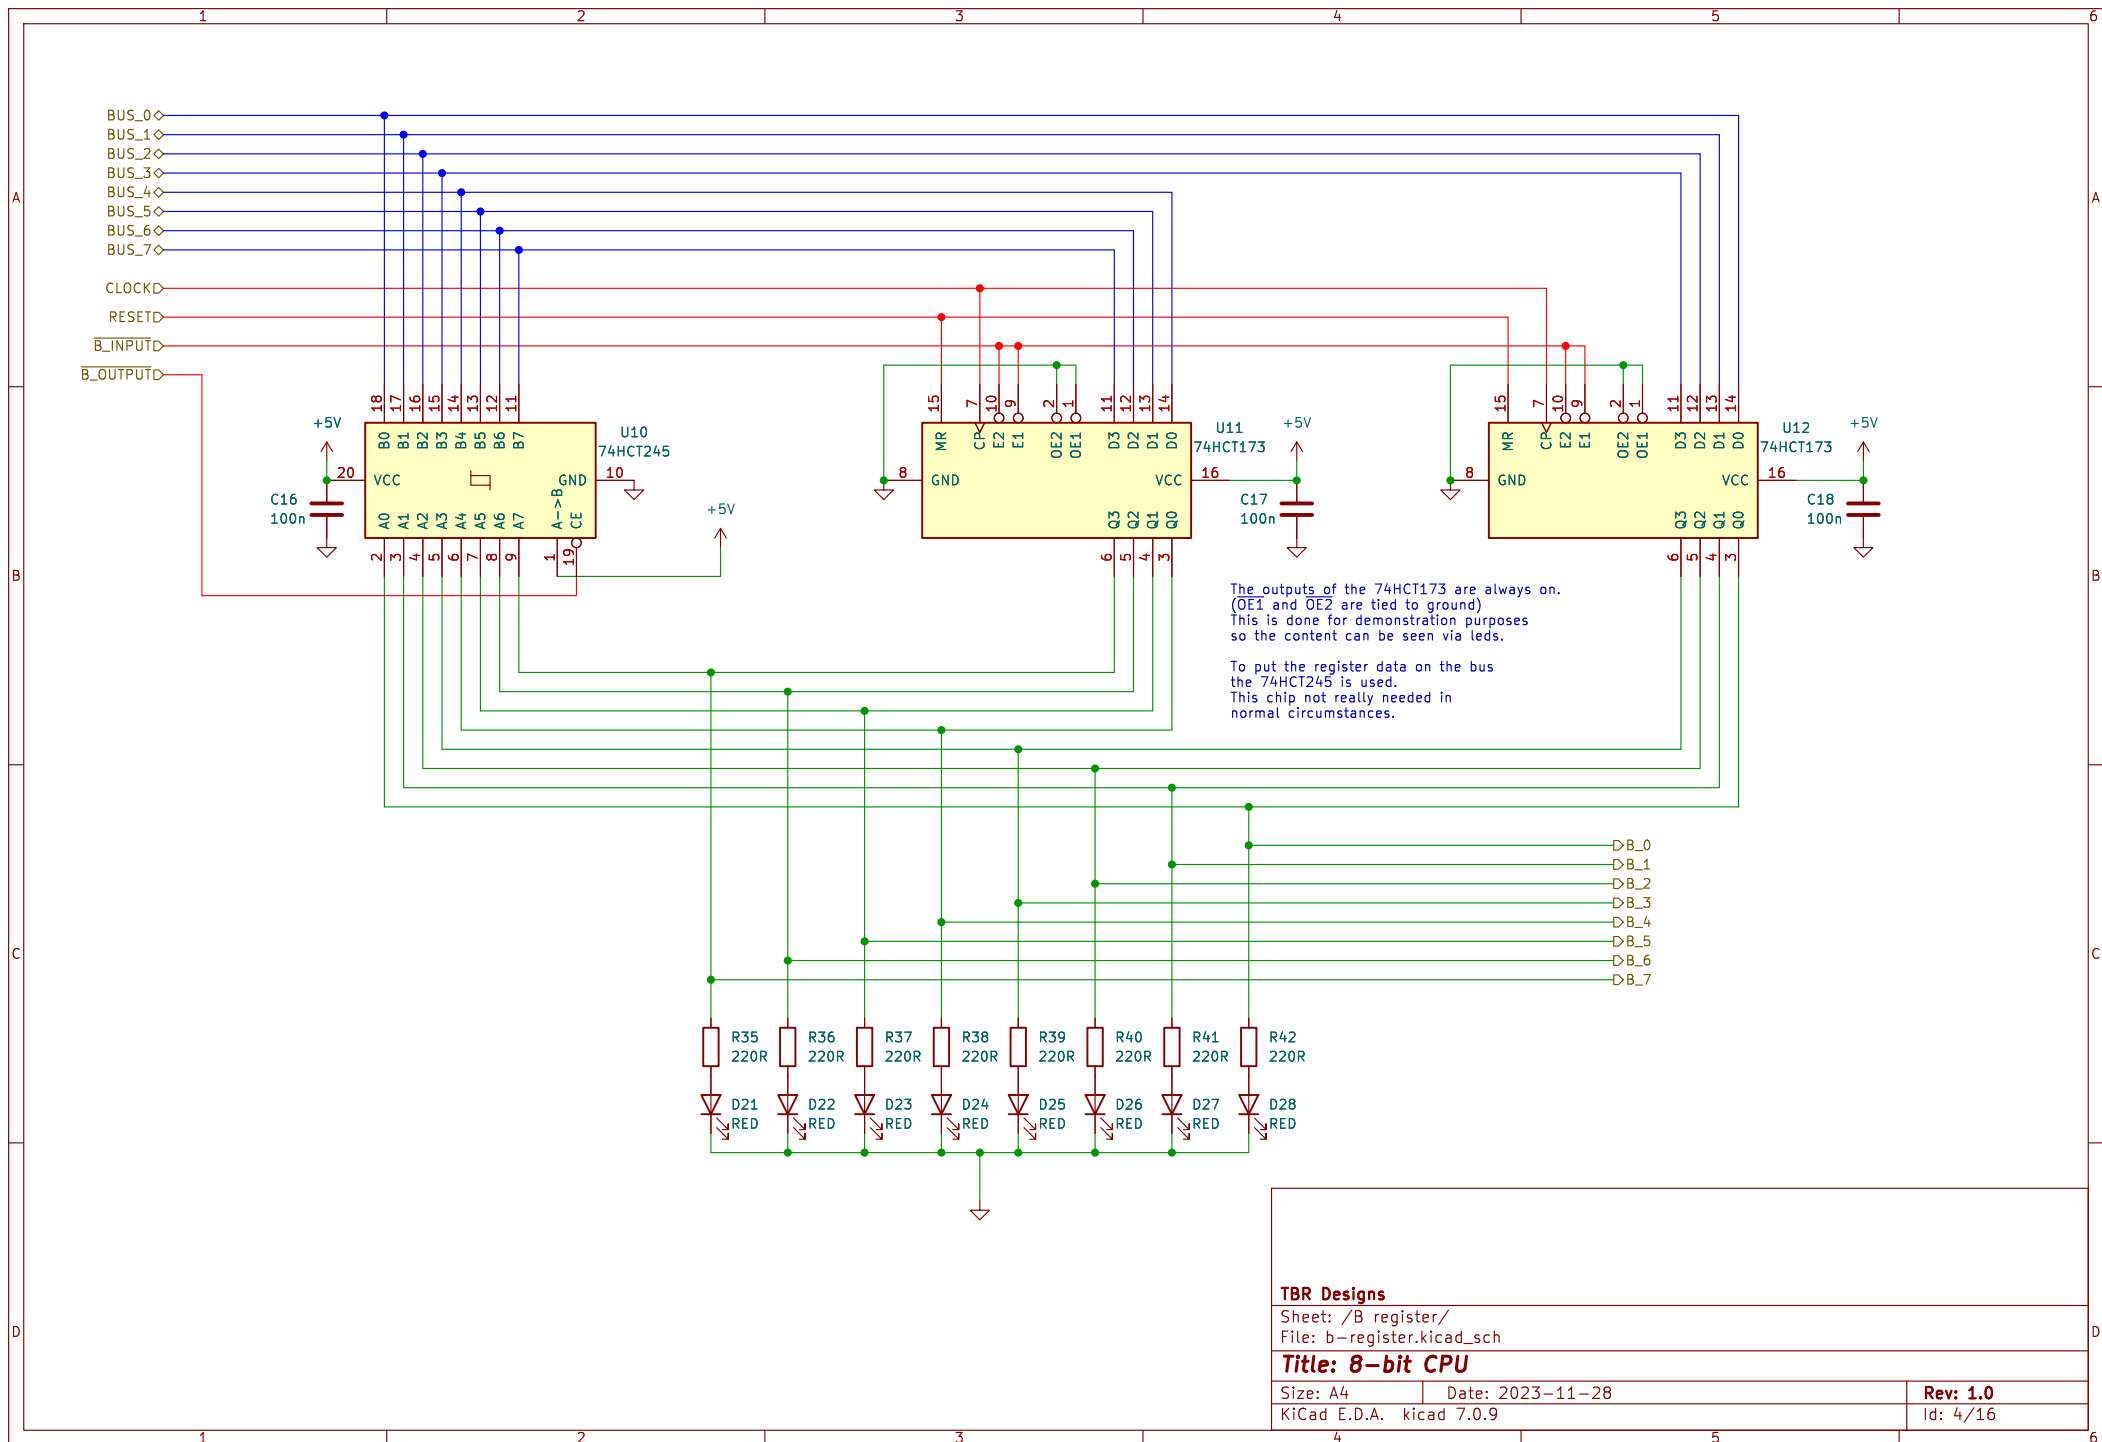 1 2 3 4 5 6
BUS_0
BUS_1
BUS_2
BUS_3
A A
BUS_4
BUS_5
BUS_6
BUS_7
CLOCK
RESET
B_INPUT
B_OUTPUT
18 17 16 15 14 13 12 11
15 7 10 9 2 1 11 12 13 14
15 7 10 9 2 1 11 12 13 14
+5V
B0 B1 B2 B3 B4 B5 B6 B7
U10
74HCT245
MR CP E2 E1 OE2 OE1 D3 D2 D1 D0
U11
74HCT173
+5V
MR CP E2 E1 OE2 OE1 D3 D2 D1 D0
U12
74HCT173
+5V
20 VCC GND 10
8 GND VCC 16
8 GND VCC 16
C16
100n
A0 A1 A2 A3 A4 A5 A6 A7 A->B CE
+5V
Q3 Q2 Q1 Q0
C17
100n
Q3 Q2 Q1 Q0
C18
100n
2 3 4 5 6 7 8 9 1 19
6 5 4 3
6 5 4 3
B B
The outputs of the 74HCT173 are always on.
(OE1 and OE2 are tied to ground)
This is done for demonstration purposes
so the content can be seen via leds.
To put the register data on the bus
the 74HCT245 is used.
This chip not really needed in
normal circumstances.
B_0
B_1
B_2
B_3
B_4
B_5
C C
B_6
B_7
R35 R36 R37 R38 R39 R40 R41 R42
220R 220R 220R 220R 220R 220R 220R 220R
D21 D22 D23 D24 D25 D26 D27 D28
RED RED RED RED RED RED RED RED
TBR Designs
Sheet: /B register/
D D
File: b-register.kicad_sch
Title: 8-bit CPU
Size: A4 Date: 2023-11-28 Rev: 1.0
KiCad E.D.A. kicad 7.0.9 Id: 4/16
1 2 3 4 5 6